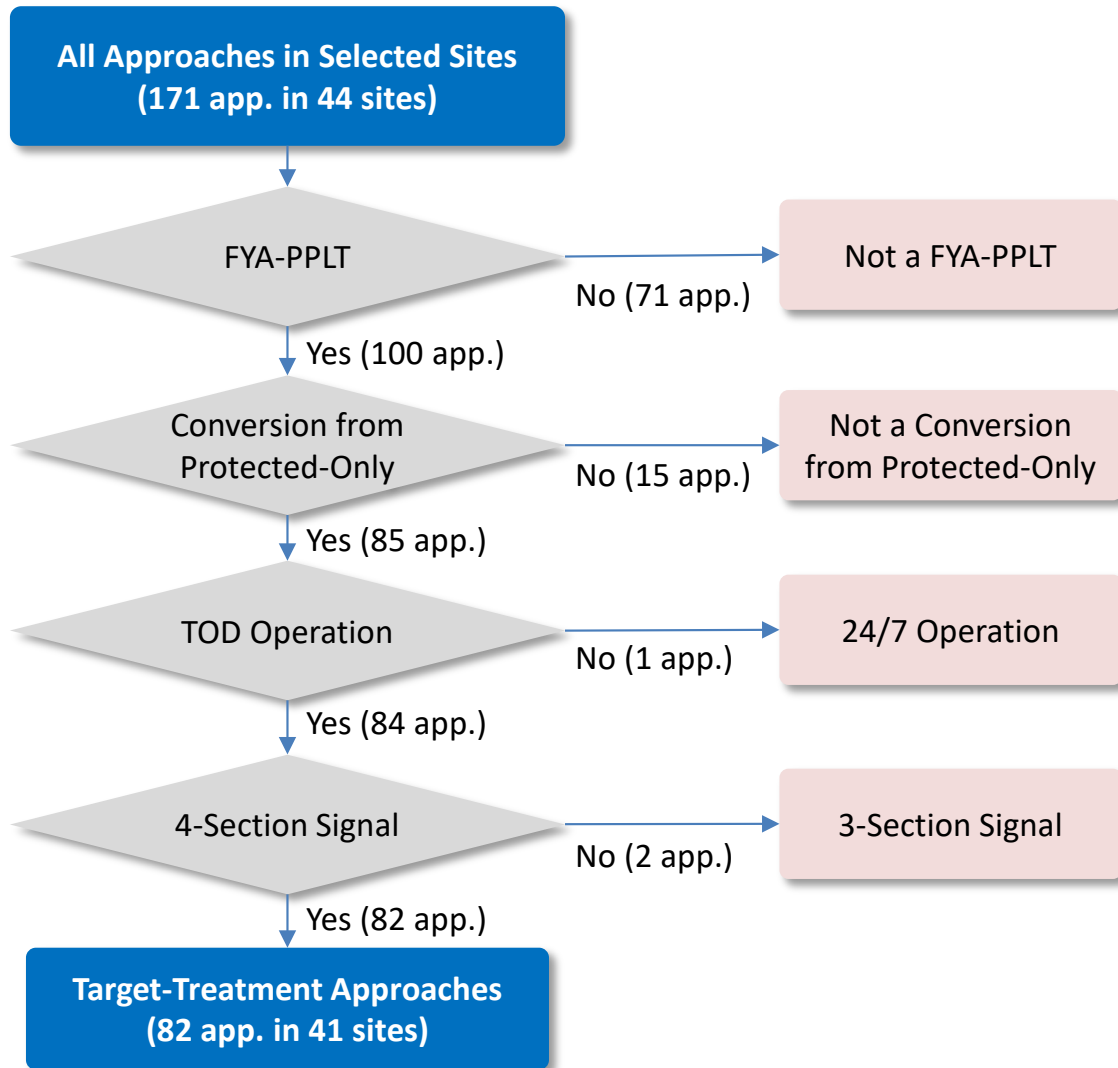 All Approaches in Selected Sites
(171 app. in 44 sites)
FYA-PPLT
No (71 app.)
Not a FYA-PPLT
Yes (100 app.)
Conversion from
Protected-Only
No (15 app.)
Not a Conversion
from Protected-Only
Yes (85 app.)
TOD Operation
No (1 app.)
24/7 Operation
Yes (84 app.)
4-Section Signal
No (2 app.)
3-Section Signal
Yes (82 app.)
Target-Treatment Approaches
(82 app. in 41 sites)